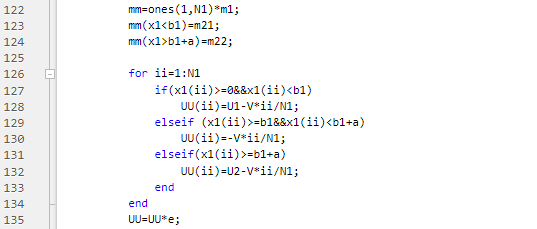 122 mm=ones(1,N1)*m1;
123 mm(x1<b1)=m21;
124 mm(x1>b1+a)=m22;
125
126 for ii=1:N1
127 if(x1(ii)>=0&&x1(ii)<b1)
128 UU(ii)=U1-V*ii/N1;
129 elseif (x1(ii)>=b1&&x1(ii)<b1+a)
130 UU(ii)=-V*ii/N1;
131 elseif(x1(ii)>=b1+a)
132 UU(ii)=U2-V*ii/N1;
133 end
134 end
135 UU=UU*e;